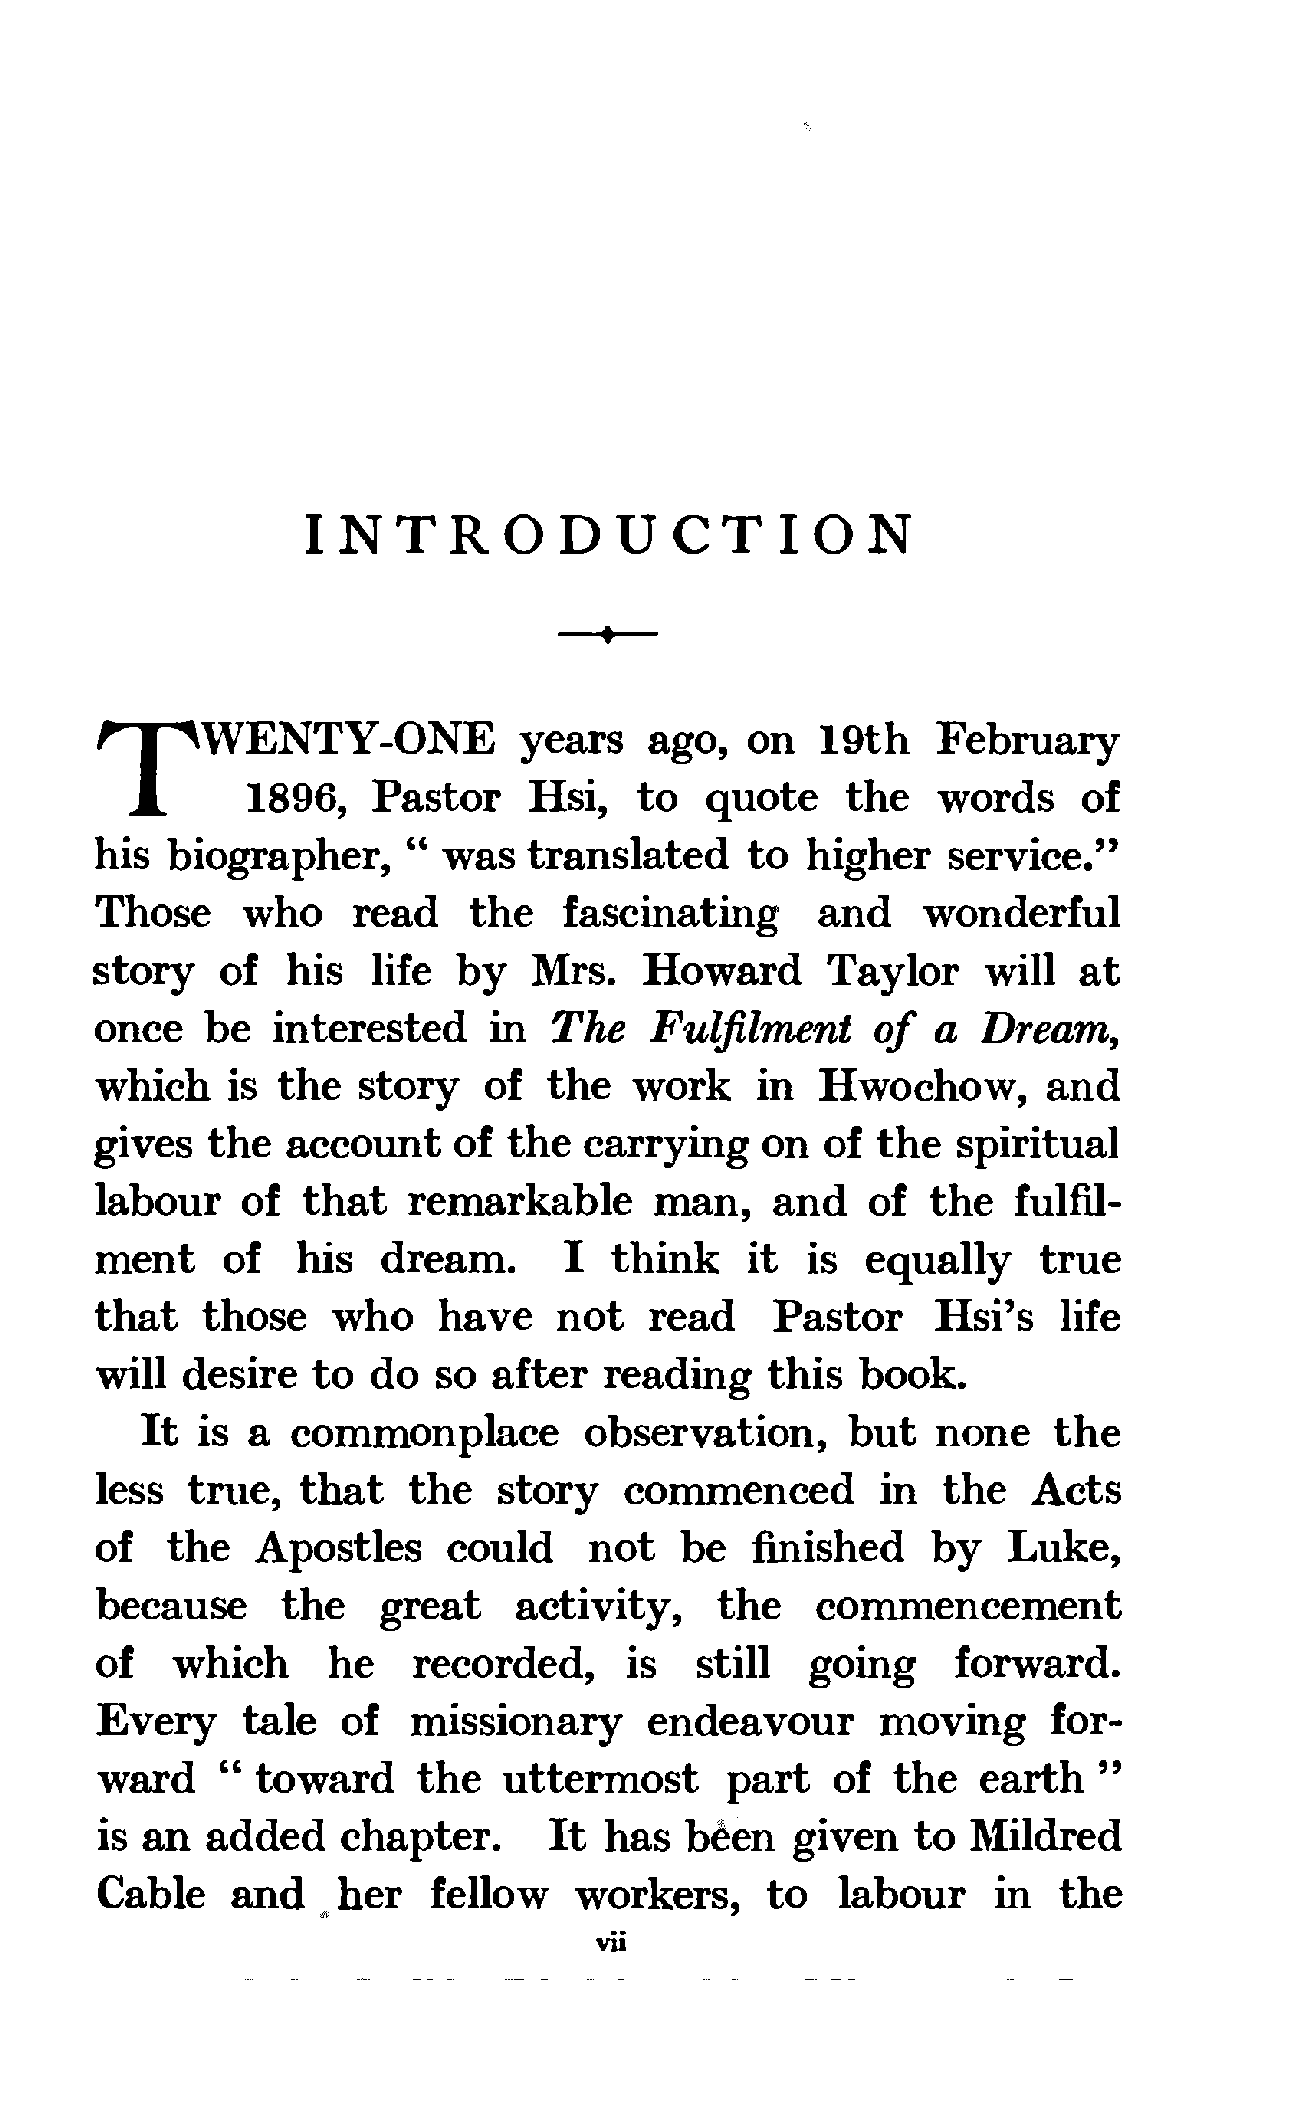 INTRODUCTION
TWENTY-ONE years ago, on 19th February
1896, Pastor Hsi, to quote the words of
his biographer, “ was translated to higher service.”
Those who read the fascinating and wonderful
story of his life by Mrs. Howard Taylor will at
once be interested in The Fulfilment of a Dream,
which is the story of the work in Hwochow, and
gives the account of the carrying on of the spiritual
labour of that remarkable man, and of the fulfil-
ment of his dream. I think it is equally true
that those who have not read Pastor Hsi’s life
will desire to do so after reading this book.
It is a commonplace observation, but none the
less true, that the story commenced in the Acts
of the Apostles could not be finished by Luke,
because the great activity, the commencement
of which he recorded, is still going forward.
Every tale of missionary endeavour moving for-
ward “ toward the uttermost part of the earth ”
is an added chapter. It has been given to Mildred
Cable and her fellow workers, to labour in the
vii